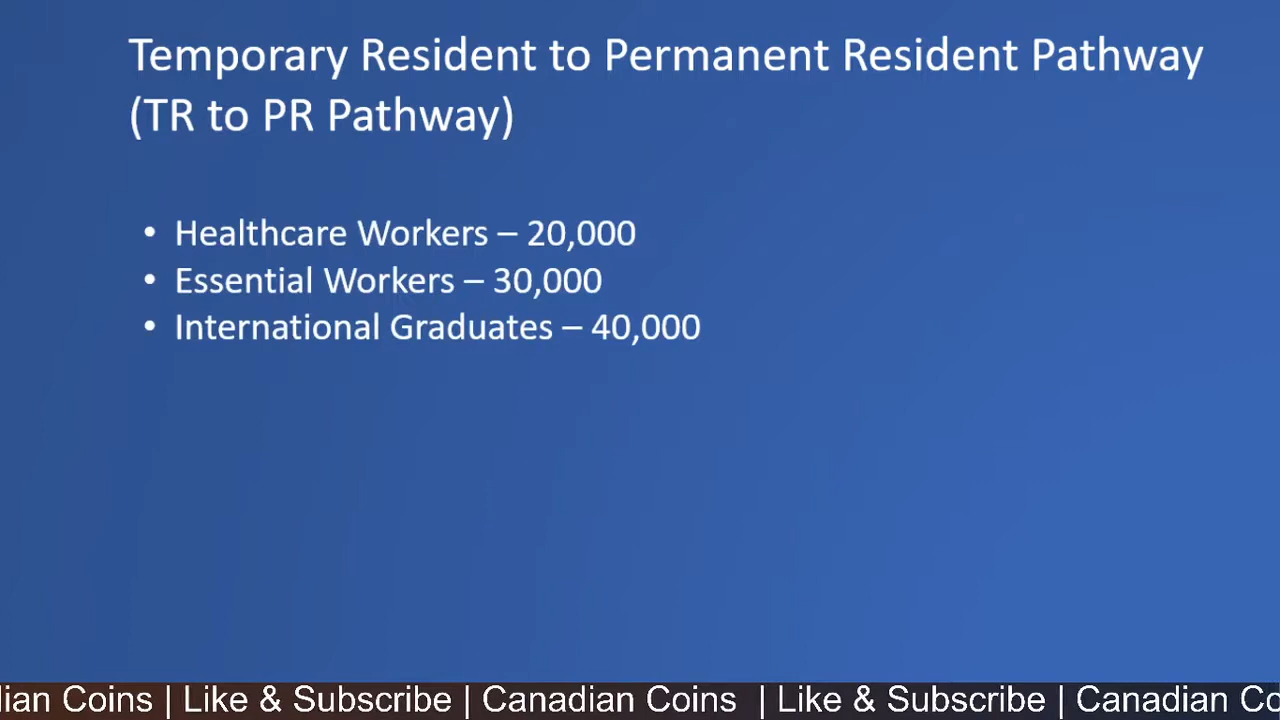 Temporary Resident to Permanent Resident Pathway
(TR to PR Pathway)
• Healthcare Workers – 20,000
• Essential Workers – 30,000
• International Graduates – 40,000
dian Coins | Like & Subscribe | Canadian Coins | Like & Subscribe | Canadian Co